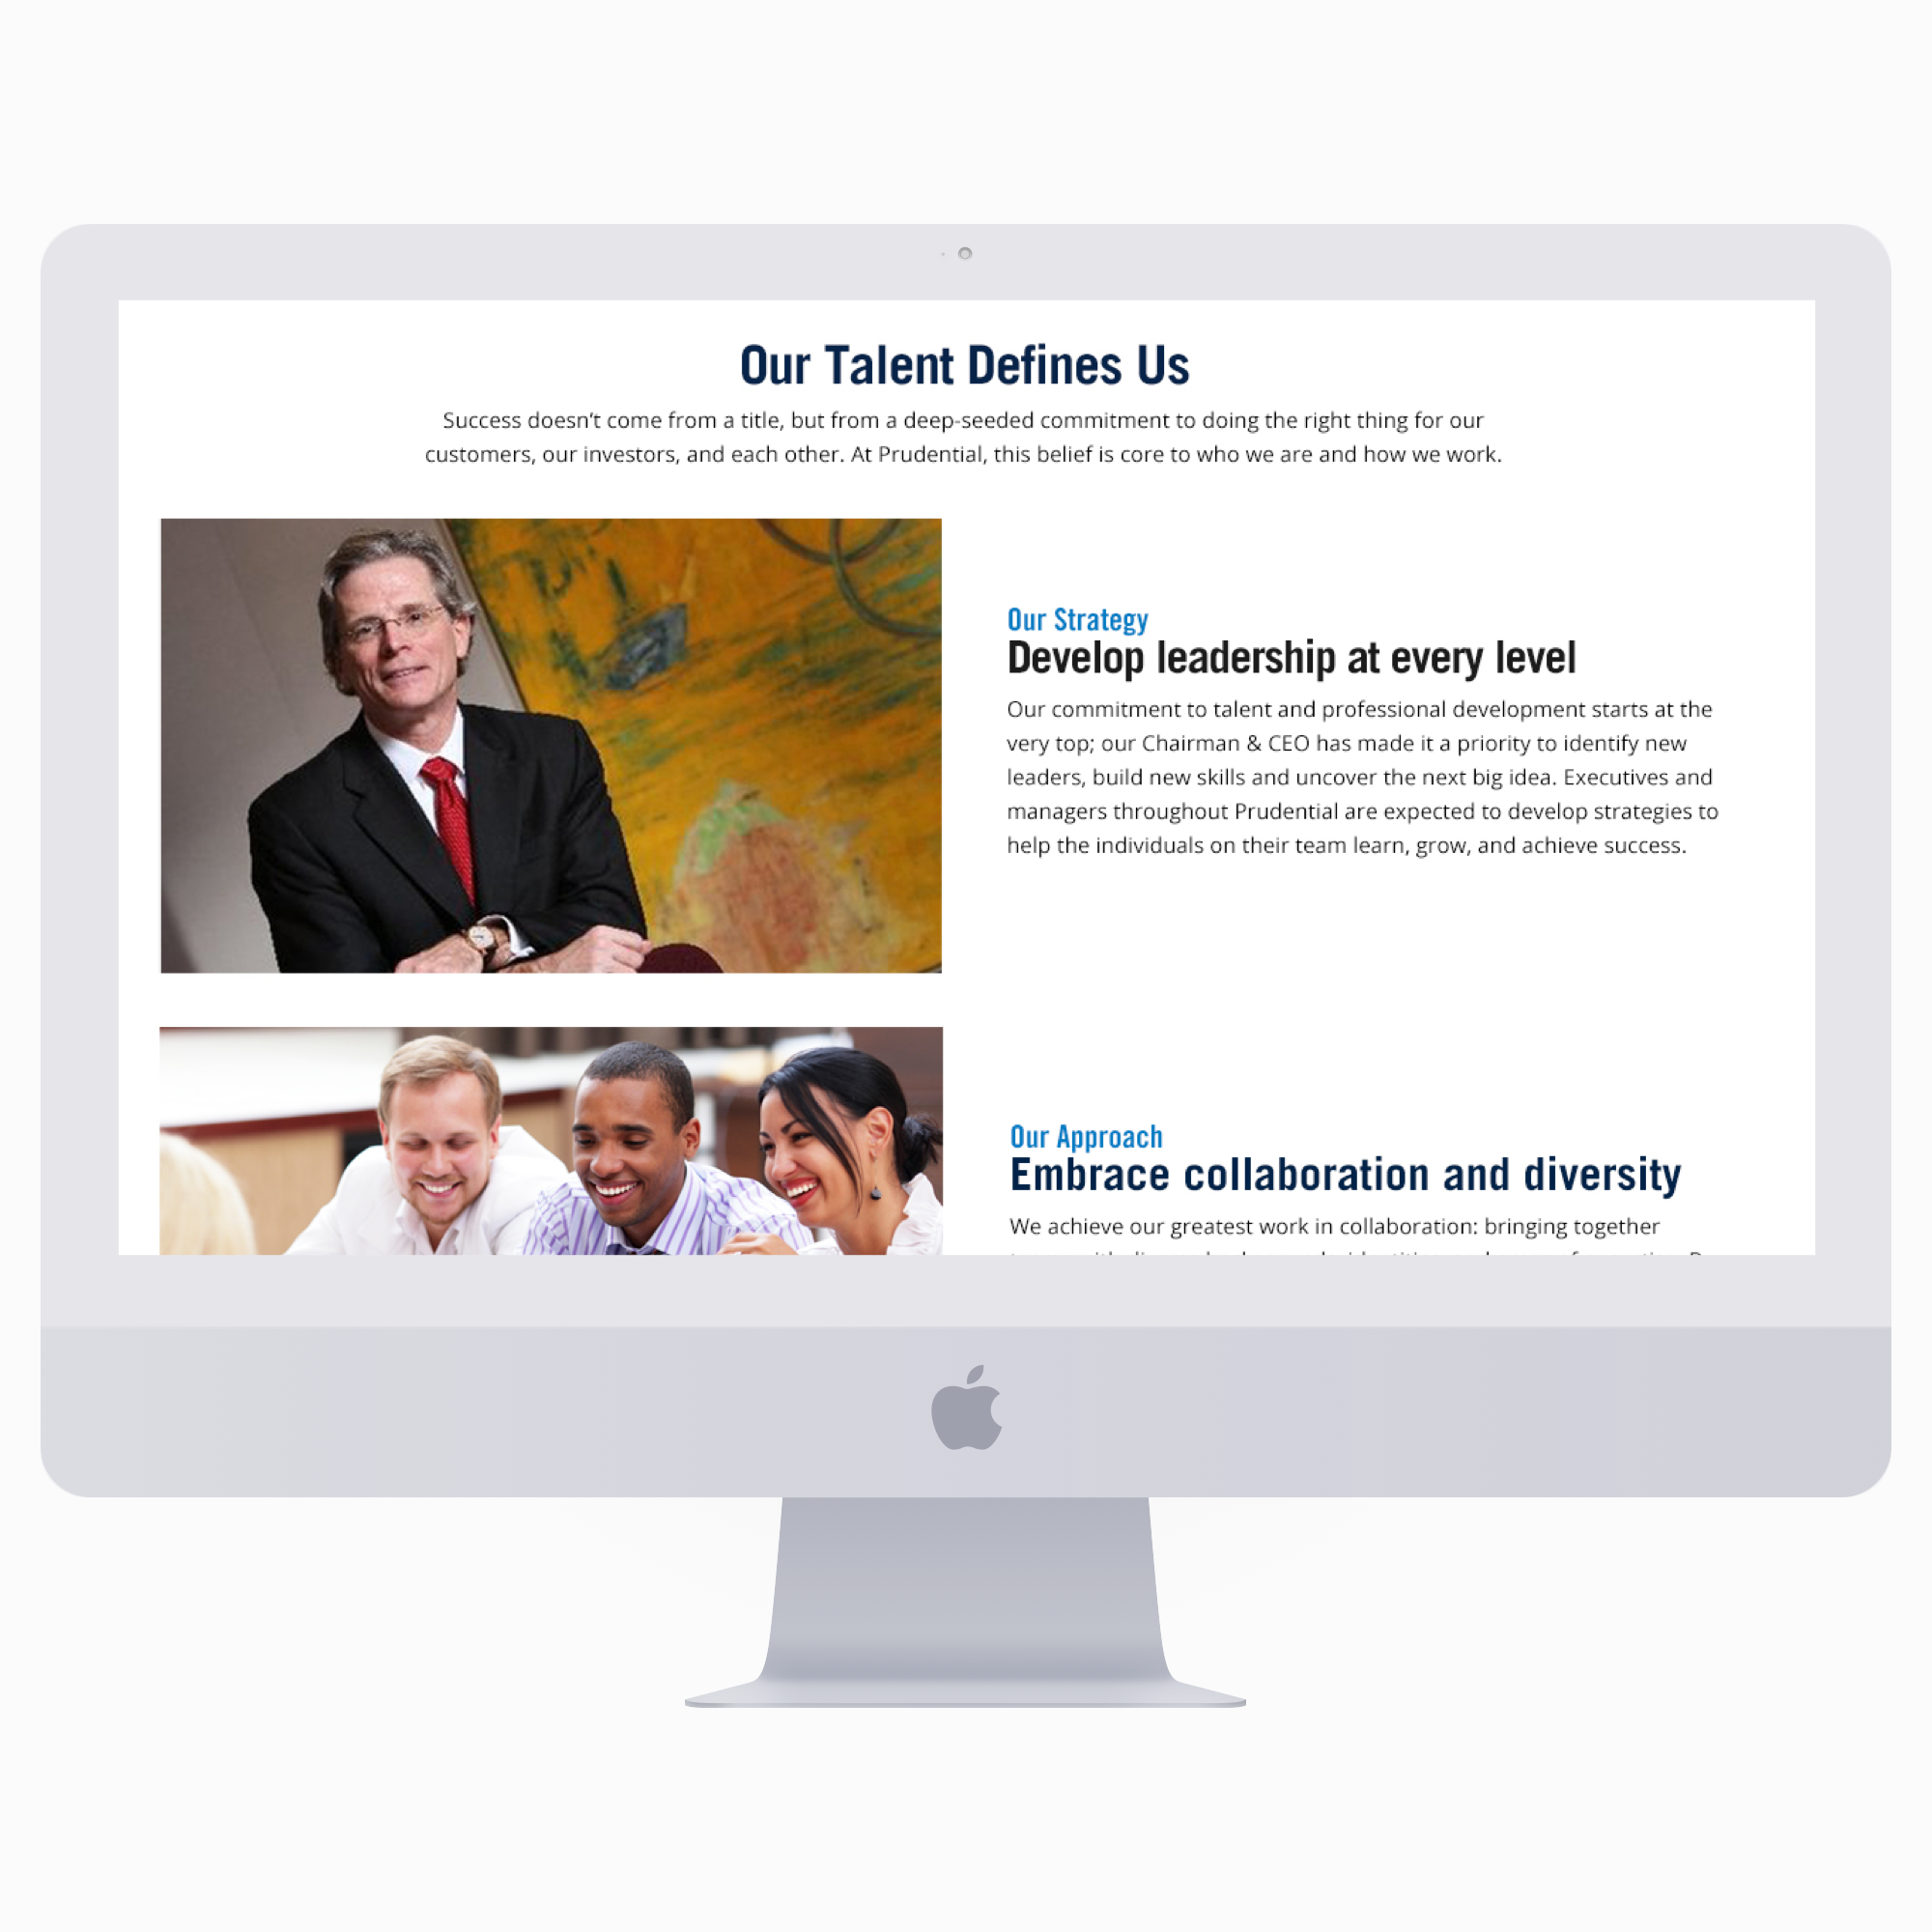 Our Talent Defines Us
Success doesn't come from a title, but from a deep-seeded commitment to doing the right thing for our
customers, our investors, and each other. At Prudential, this belief is core to who we are and how we work.
Our Strategy
Develop leadership at every level
Our commitment to talent and professional development starts at the
very top; our Chairman & CEO has made it a priority to identify new
leaders, build new skills and uncover the next big idea. Executives and
managers throughout Prudential are expected to develop strategies to
help the individuals on their team learn, grow, and achieve success.
Our Approach
Embrace collaboration and diversity
We achieve our greatest work in collaboration: bringing together